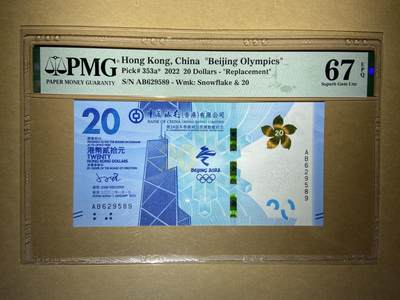 PMG
PAPER MONEY GUARANTY
Hong Kong, China "Beijing Olympics"
Pick# 353a* 2022 20 Dollars - "Replacement"
S/N AB629589 - Wmk: Snowflake & 20
67 EPQ
Superb Gem Unc
20
中國銀行(香港)有限公司
BANK OF CHINA (HONG KONG) LIMITED
港幣貳拾元
TWENTY
HONG KONG DOLLARS
AB629589
BEIJING 2022
20
AB629589
20